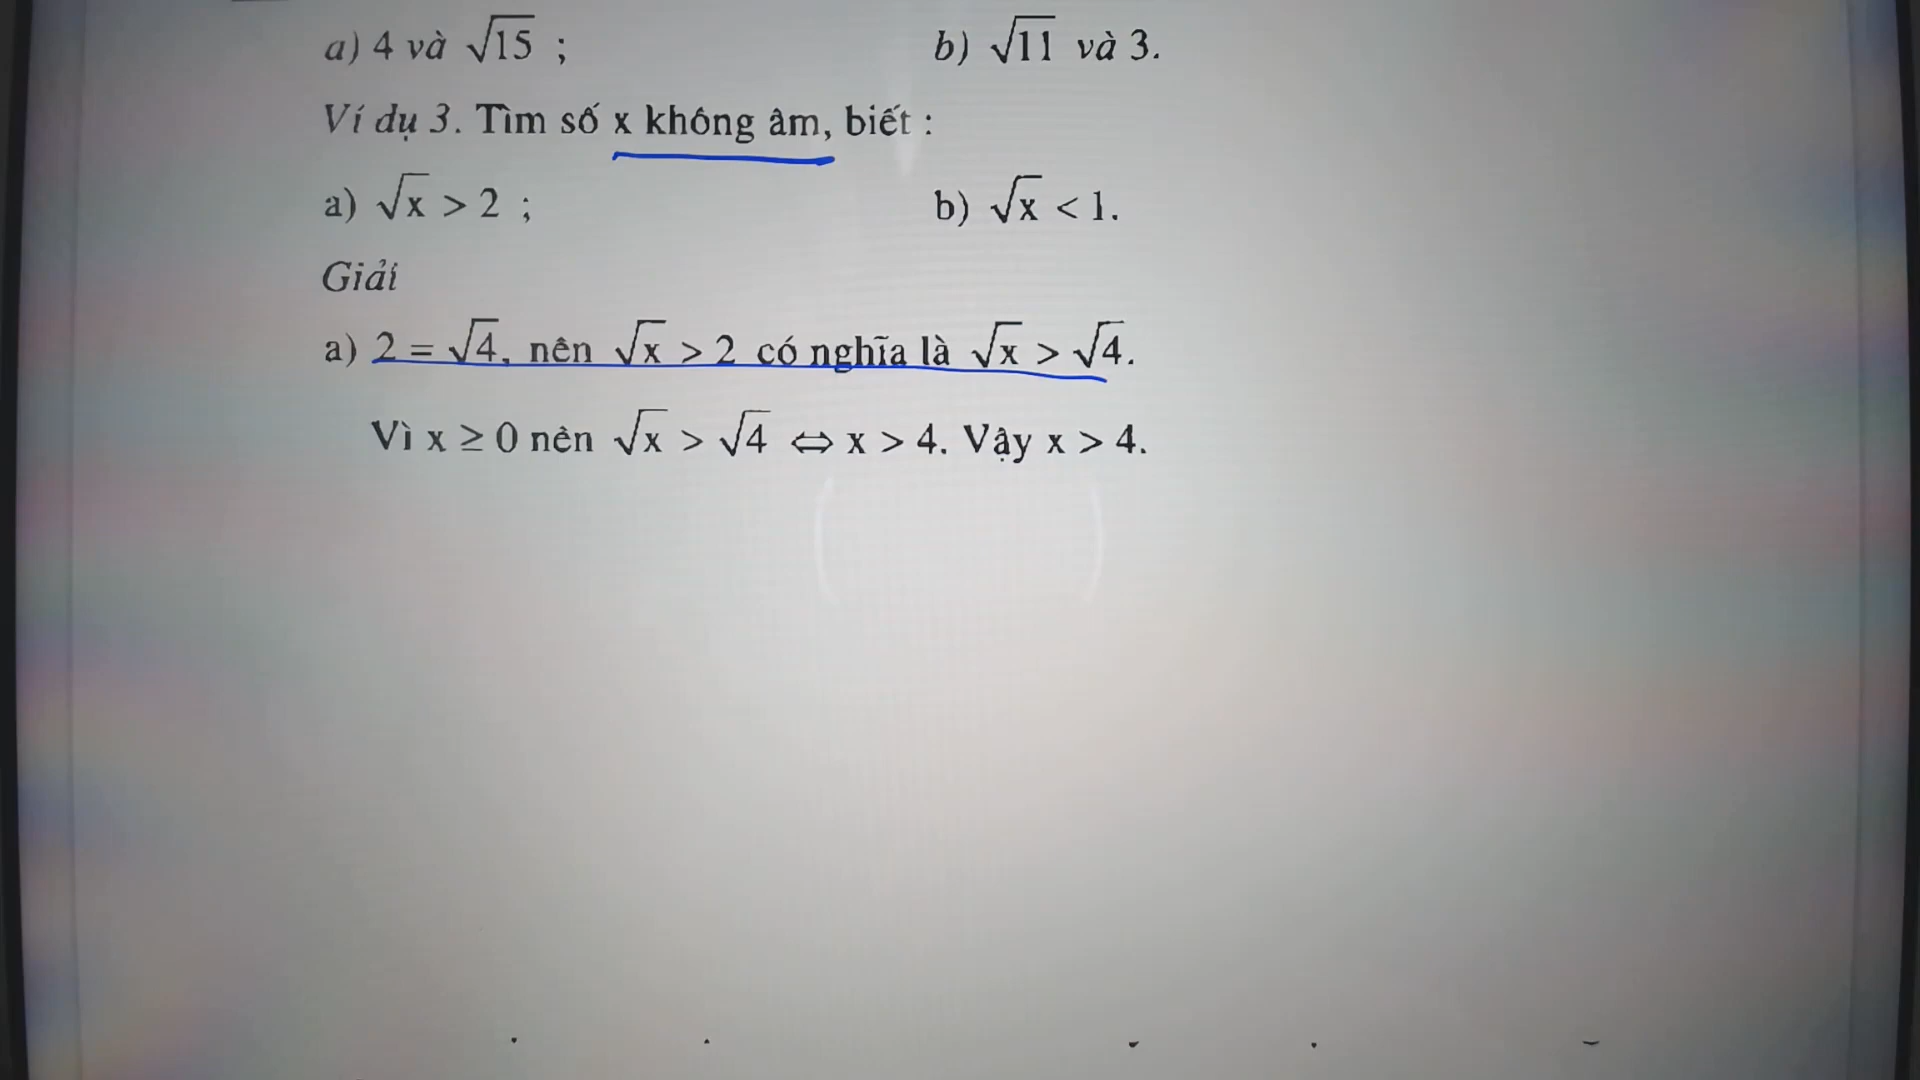 a) 4 và √15 ; b) √11 và 3.
Ví dụ 3. Tìm số x không âm, biết :
a) √x > 2 ; b) √x < 1.
Giải
a) 2 = √4, nên √x > 2 có nghĩa là √x > √4.
Vì x ≥ 0 nên √x > √4 ⇔ x > 4. Vậy x > 4.